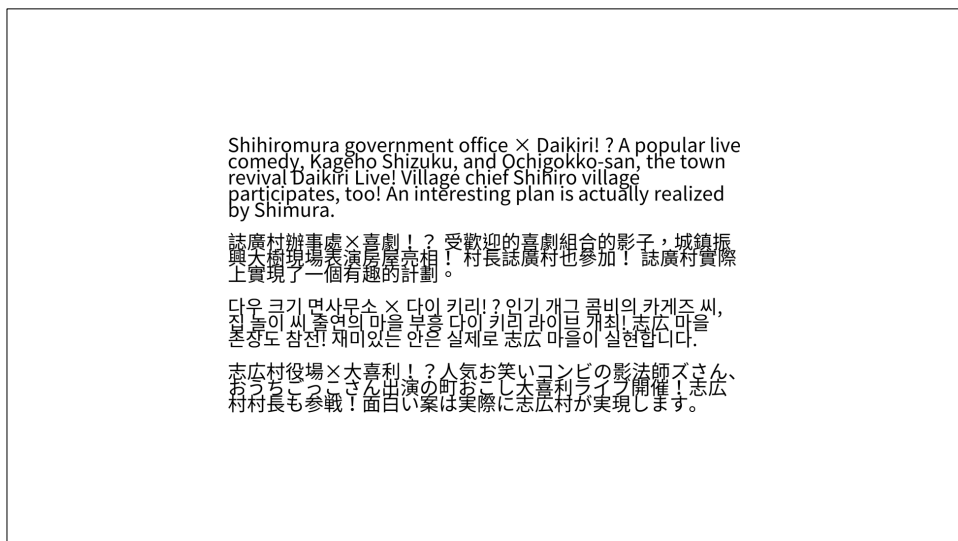 Shihiromura government office × Daikiri! ? A popular live
comedy, Kageho Shizuku, and Ochigokko-san, the town
revival Daikiri Live! Village chief Shihiro village
participates, too! An interesting plan is actually realized
by Shimura.
誌廣村辦事處×喜劇！？ 受歡迎的喜劇組合的影子，城鎮振
興大樹現場表演房屋亮相！ 村長誌廣村也參加！ 誌廣村實際
上實現了一個有趣的計劃。
다우 크기 면사무소 × 다이 키리! ? 인기 개그 콤비의 카게즈 씨,
집 놀이 씨 출연의 마을 부흥 다이 키리 라이브 개최! 志広 마을
촌장도 참전! 재미있는 안은 실제로 志広 마을이 실현합니다.
志広村役場×大喜利！？人気お笑いコンビの影法師ズさん、
おうちごっこさん出演の町おこし大喜利ライブ開催！志広
村村長も参戦！面白い案は実際に志広村が実現します。